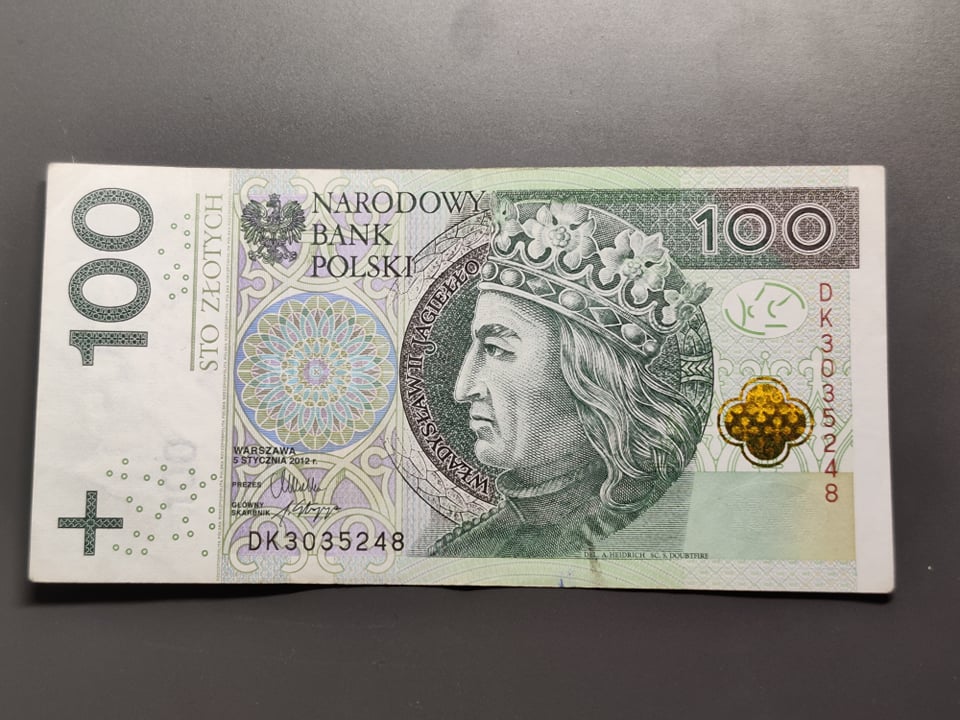 100
STO ZŁOTYCH
NARODOWY
BANK
POLSKI
WŁADYSŁAW II JAGIEŁŁO
100
DK3035248
WARSZAWA
5 STYCZNIA 2012 r.
PREZES
GŁÓWNY
SKARBNIK
DK3035248
DEL. A.HEIDRICH SC. S. DOUBTFIRE